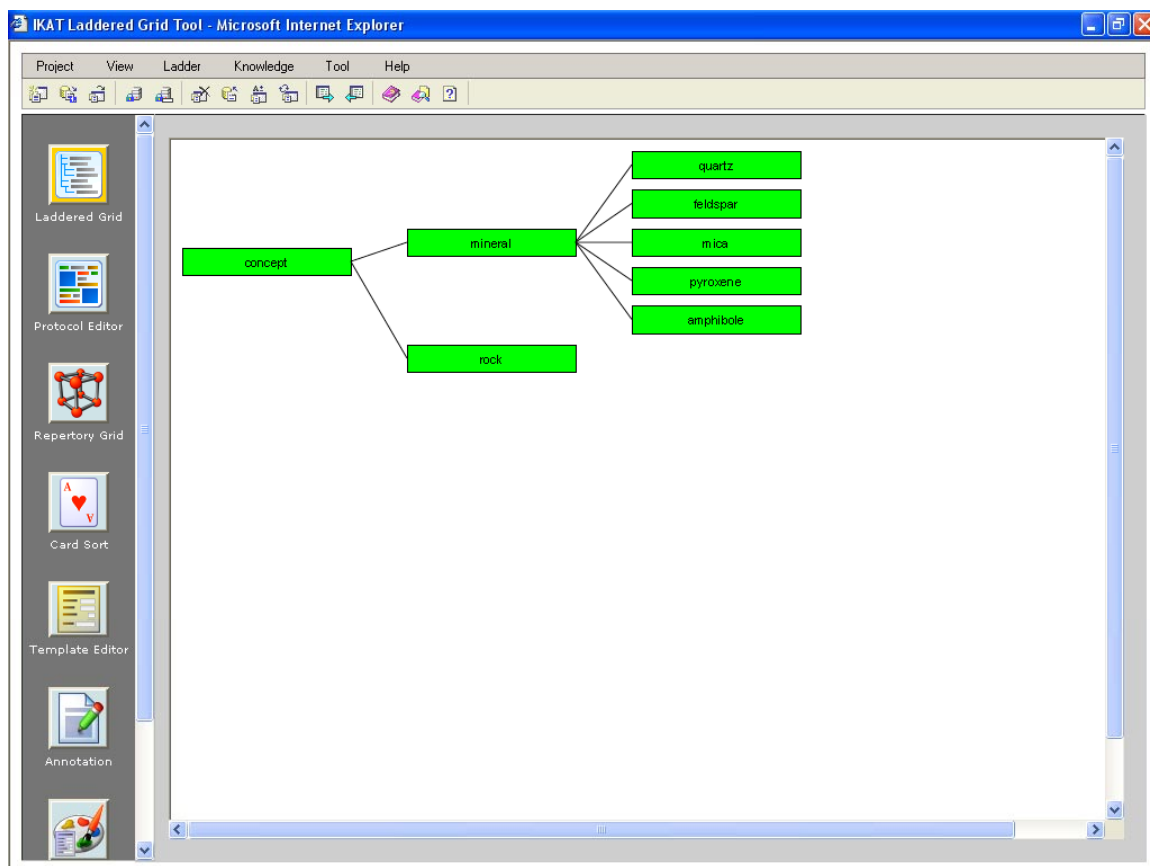 IKAT Laddered Grid Tool - Microsoft Internet Explorer
Project View Ladder Knowledge Tool Help
Laddered Grid
Protocol Editor
Repertory Grid
A
A
Card Sort
Template Editor
Annotation
concept
mineral
rock
quartz
feldspar
mica
pyroxene
amphibole